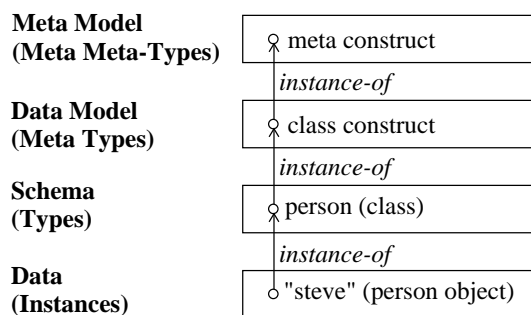 Meta Model
(Meta Meta-Types)
meta construct
instance-of
Data Model
(Meta Types)
class construct
instance-of
Schema
(Types)
person (class)
instance-of
Data
(Instances)
"steve" (person object)